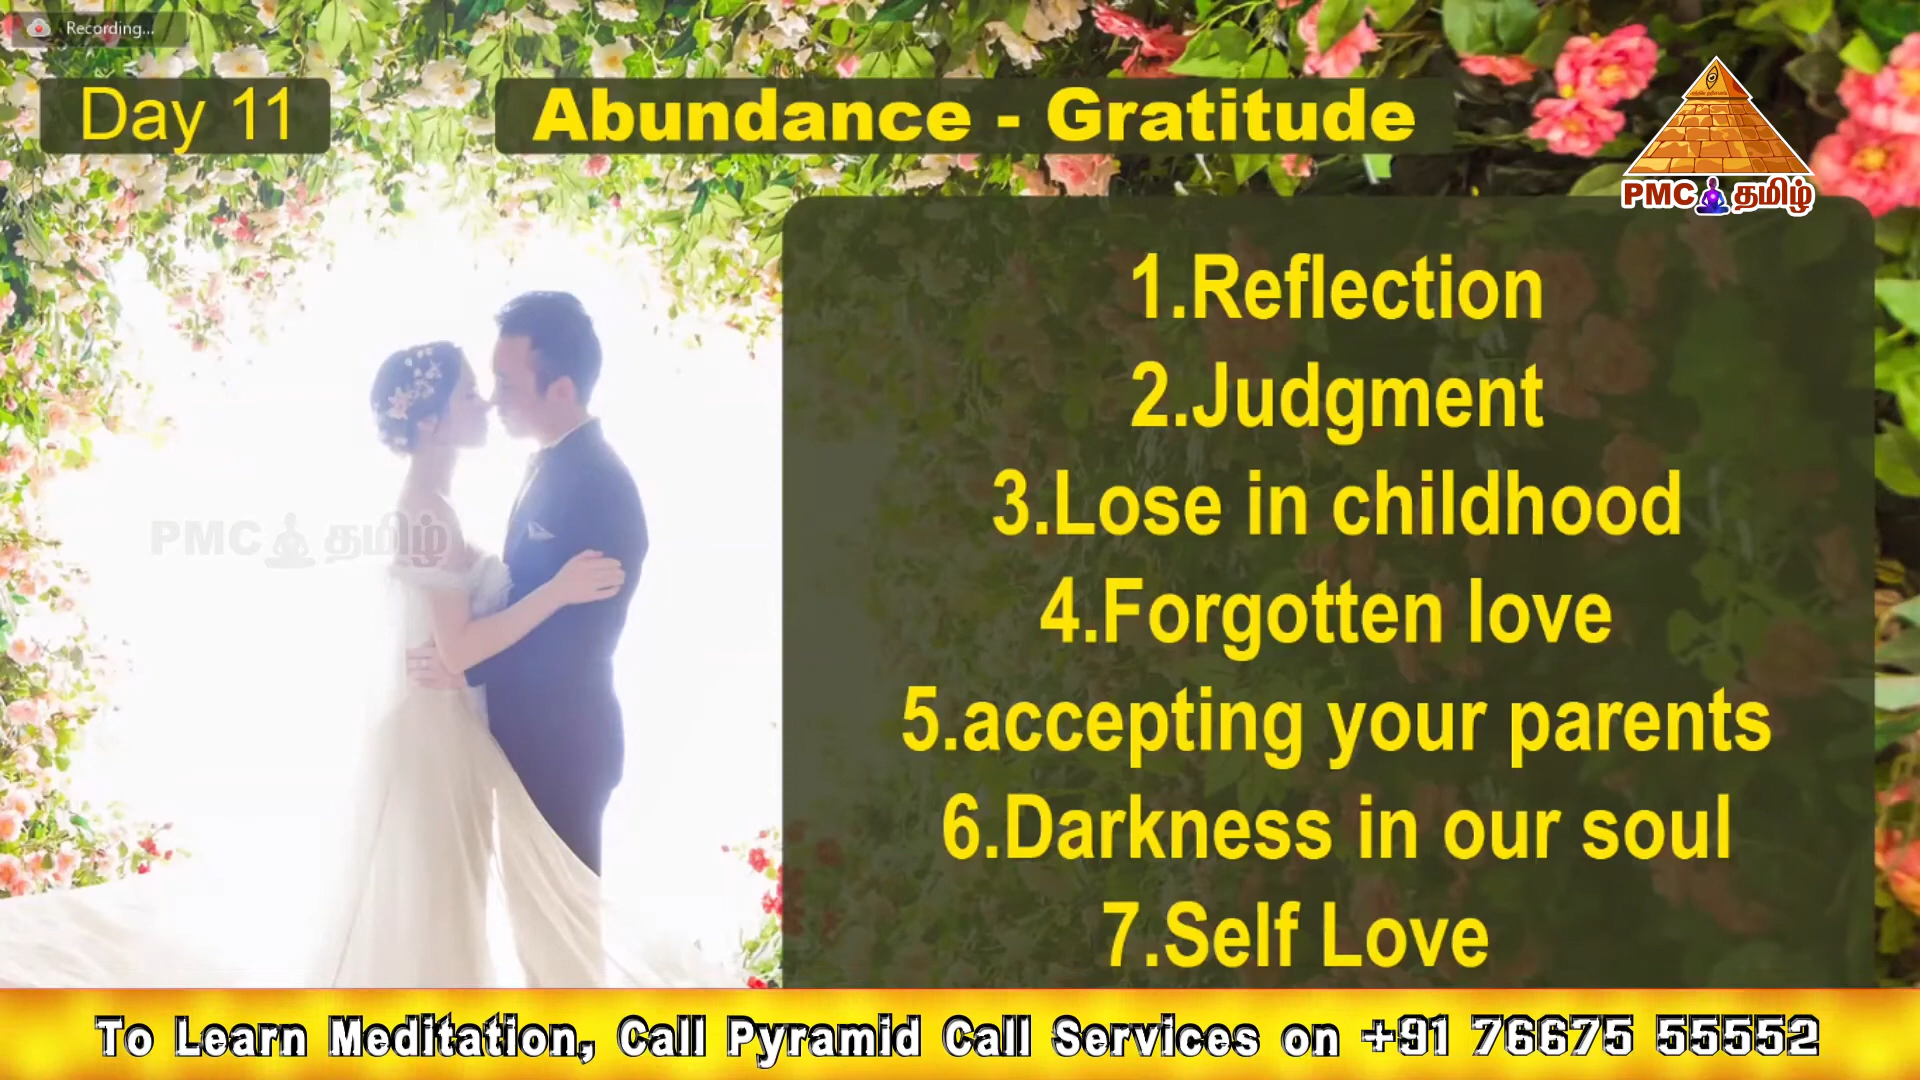 Recording...
Day 11
Abundance - Gratitude
PMC தமிழ்
1.Reflection
2.Judgment
3.Lose in childhood
4.Forgotten love
5.accepting your parents
6.Darkness in our soul
7.Self Love
PMC தமிழ்
To Learn Meditation, Call Pyramid Call Services on +91 76675 55552